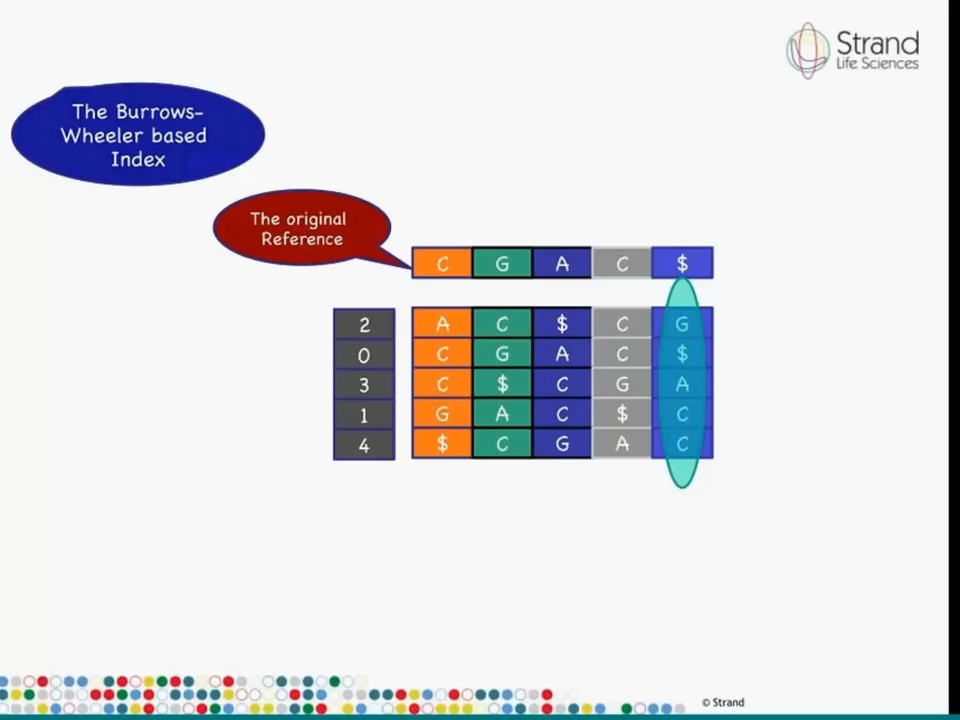 Strand
Life Sciences
The Burrows-
Wheeler based
Index
The original
Reference
C G A C $
2 A C $ C G
0 C G A C $
3 C $ C G A
1 G A C $ C
4 $ C G A C
© Strand